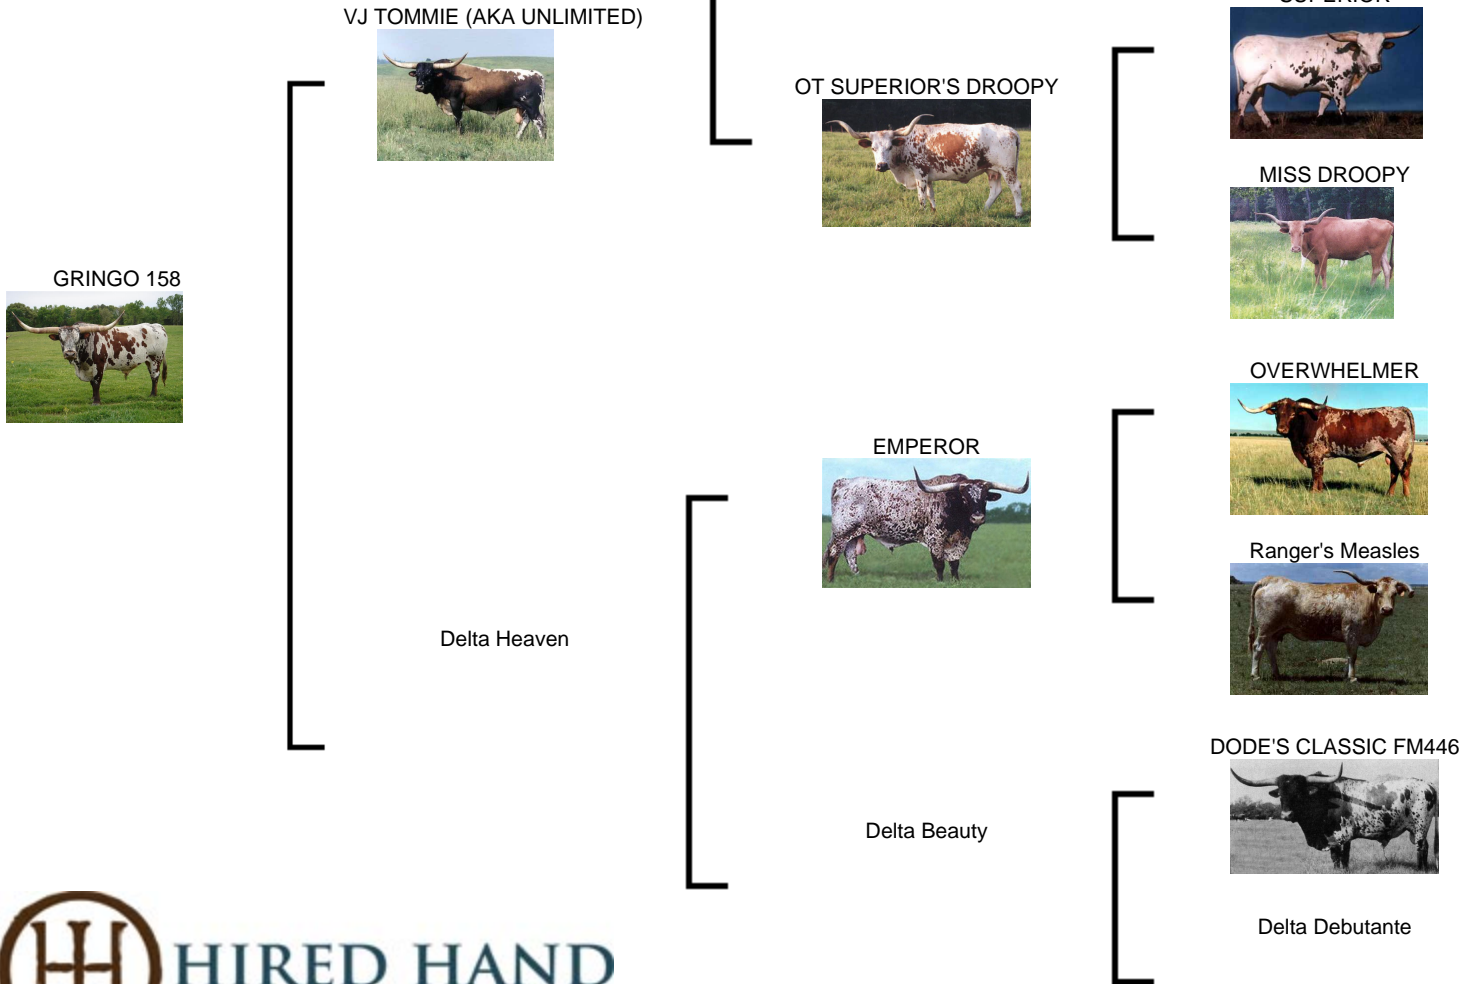 VJ TOMMIE (AKA UNLIMITED)
OT SUPERIOR'S DROOPY
MISS DROOPY
GRINGO 158
OVERWHELMER
EMPEROR
Ranger's Measles
Delta Heaven
DODE'S CLASSIC FM446
Delta Beauty
Delta Debutante
HIRED HAND